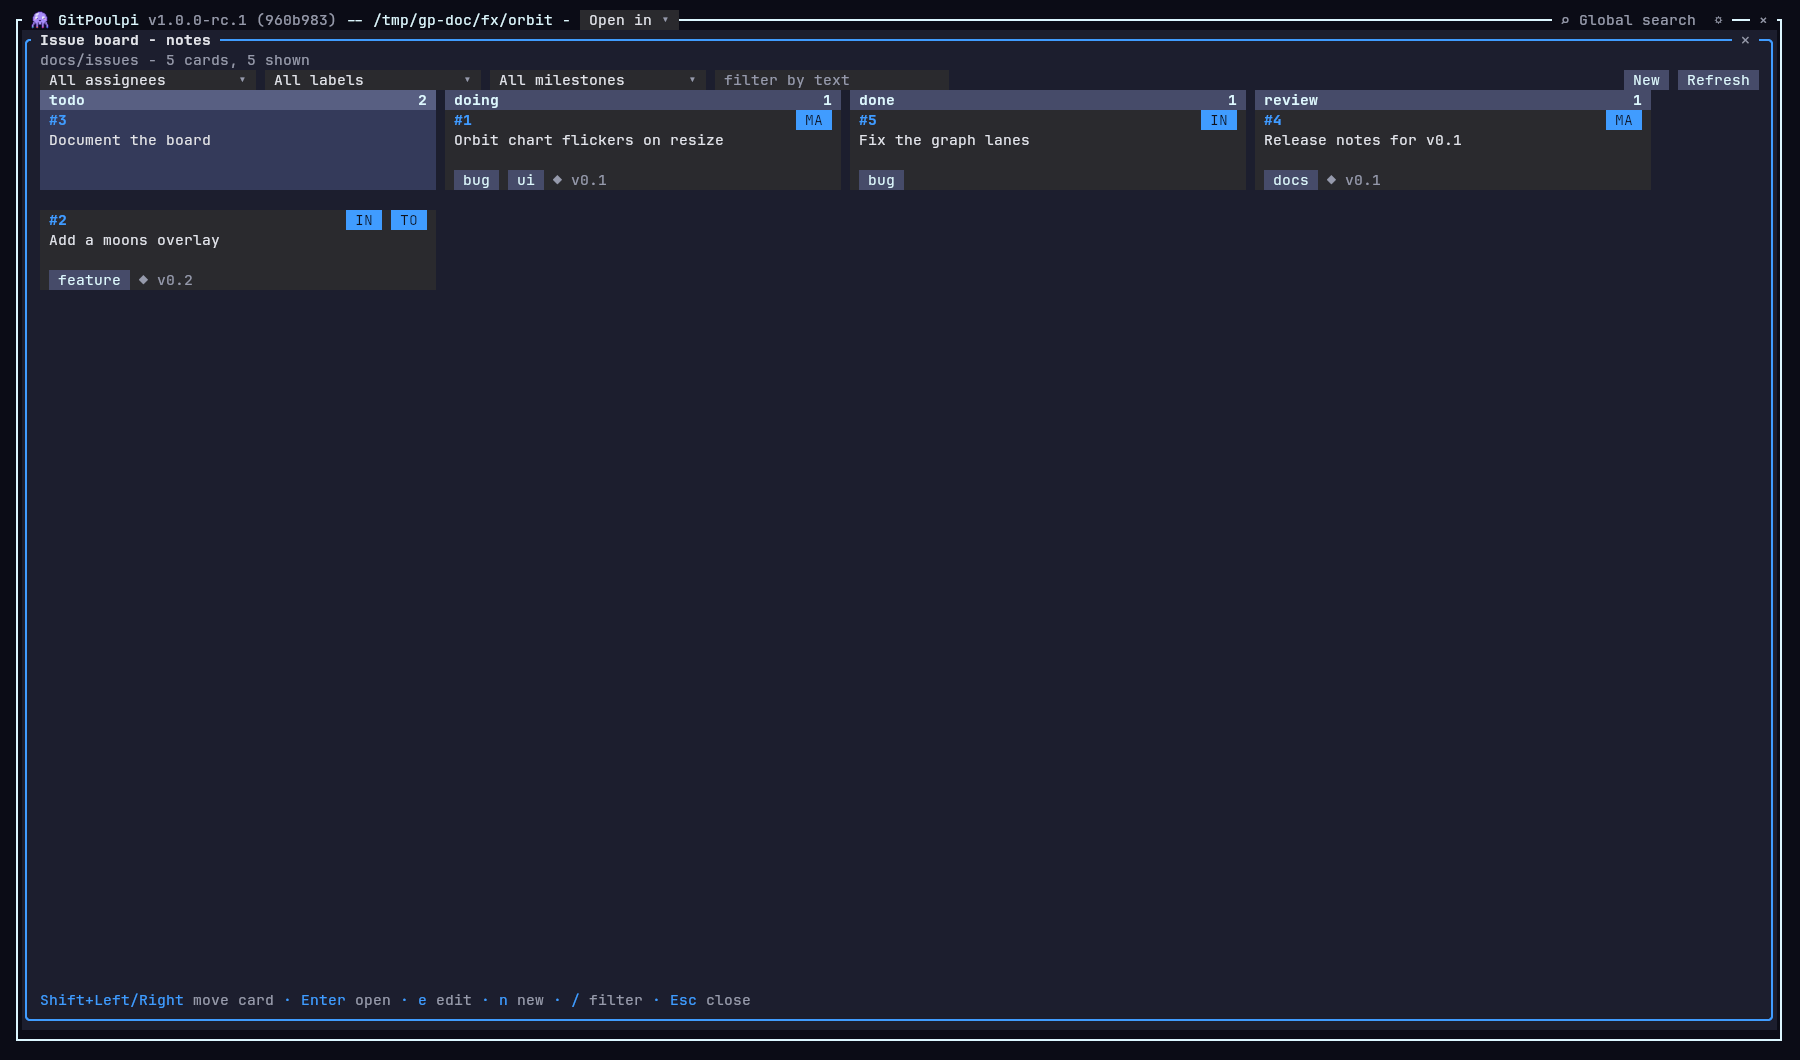 GitPoulpi v1.0.0-rc.1 (960b983) —— /tmp/gp-doc/fx/orbit - Open in ▾ ⌕ Global search ☼ × 
Issue board - notes ×
docs/issues - 5 cards, 5 shown
All assignees ▾ All labels ▾ All milestones ▾ filter by text New Refresh
todo 2 doing 1 done 1 review 1
#3 #1 MA #5 IN #4 MA
Document the board Orbit chart flickers on resize Fix the graph lanes Release notes for v0.1
bug ui ◆ v0.1 bug docs ◆ v0.1
#2 IN TO
Add a moons overlay
feature ◆ v0.2
Shift+Left/Right move card · Enter open · e edit · n new · / filter · Esc close